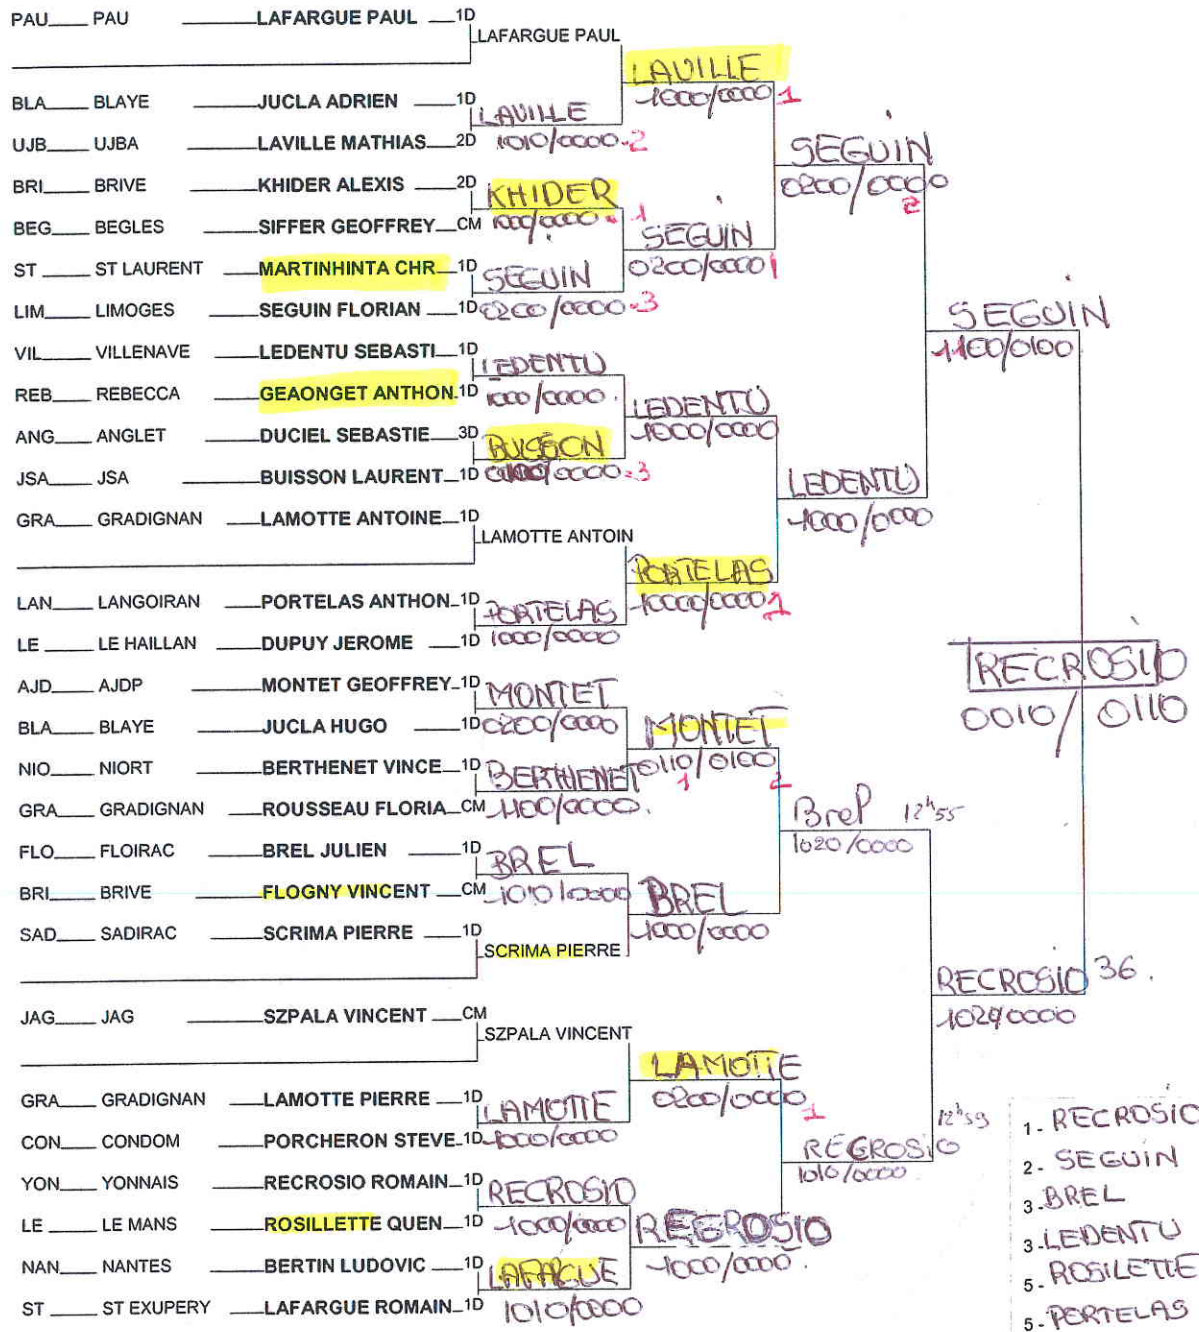 PAU PAU LAFARGUE PAUL 1D
LAFARGUE PAUL
LAVILLE
1000/0000 1
BLA BLAYE JUCLA ADRIEN 1D
LAVILLE
1010/0000 2
UJB UJBA LAVILLE MATHIAS 2D
SEGUIN
0200/0000
2
BRI BRIVE KHIDER ALEXIS 2D
KHIDER
1000/0000 1
BEG BEGLES SIFFER GEOFFREY CM
SEGUIN
0200/0000 1
ST ST LAURENT MARTINHINTA CHR 1D
SEGUIN
0200/0000 3
LIM LIMOGES SEGUIN FLORIAN 1D
SEGUIN
1100/0100
VIL VILLENAVE LEDENTU SEBASTI 1D
LEDENTU
1000/0000
REB REBECCA GEAONGET ANTHON 1D
LEDENTU
1000/0000
ANG ANGLET DUCIEL SEBASTIE 3D
BUISSON
/0000 3
JSA JSA BUISSON LAURENT 1D
LEDENTU
1000/0000
GRA GRADIGNAN LAMOTTE ANTOINE 1D
LAMOTTE ANTOIN
PORTELAS
10000/0000 1
LAN LANGOIRAN PORTELAS ANTHON 1D
PORTELAS
1000/0000
LE LE HAILLAN DUPUY JEROME 1D
RECROSIO
0010/0110
AJD AJDP MONTET GEOFFREY 1D
MONTET
0200/0000
BLA BLAYE JUCLA HUGO 1D
MONTET
0110/0100
1 2
NIO NIORT BERTHENET VINCE 1D
BERTHENET
1100/0000
GRA GRADIGNAN ROUSSEAU FLORIA CM
Brel 12h55
1020/0000
FLO FLOIRAC BREL JULIEN 1D
BREL
1010/0000
BRI BRIVE FLOGNY VINCENT CM
BREL
1000/0000
SAD SADIRAC SCRIMA PIERRE 1D
SCRIMA PIERRE
RECROSIO 36.
1020/0000
JAG JAG SZPALA VINCENT CM
SZPALA VINCENT
LAMOTTE
0200/0000 1
GRA GRADIGNAN LAMOTTE PIERRE 1D
LAMOTTE
1000/0000
CON CONDOM PORCHERON STEVE 1D
12h59
REGROSIO
1010/0000
YON YONNAIS RECROSIO ROMAIN 1D
RECROSIO
1000/0000
LE LE MANS ROSILLETTE QUEN 1D
REGROSIO
1000/0000
NAN NANTES BERTIN LUDOVIC 1D
LAFARGUE
1010/0000
ST ST EXUPERY LAFARGUE ROMAIN 1D
1- RECROSIO
2- SEGUIN
3. BREL
3. LEDENTU
5. ROSILETTE
5- PORTELAS